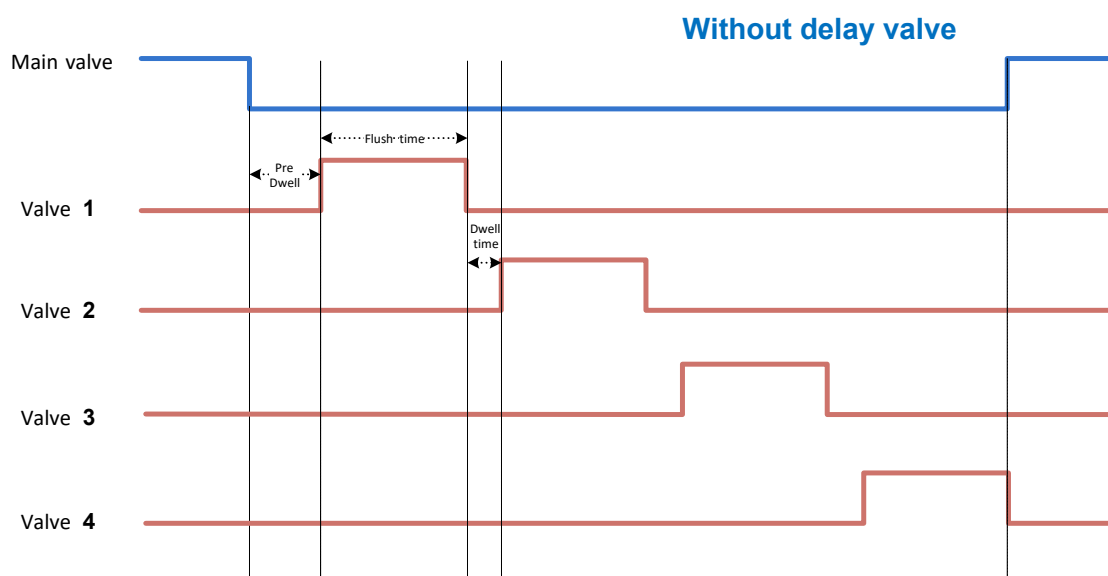 Without delay valve
Main valve
Flush time
Pre
Dwell
Valve 1
Dwell
time
Valve 2
Valve 3
Valve 4